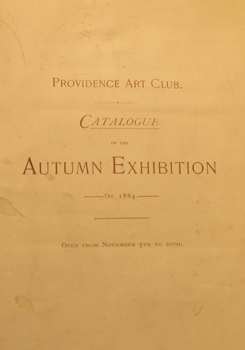 Providence Art Club.
Catalogue
of the
Autumn Exhibition
Of 1884
Open from November 5th to 20th.